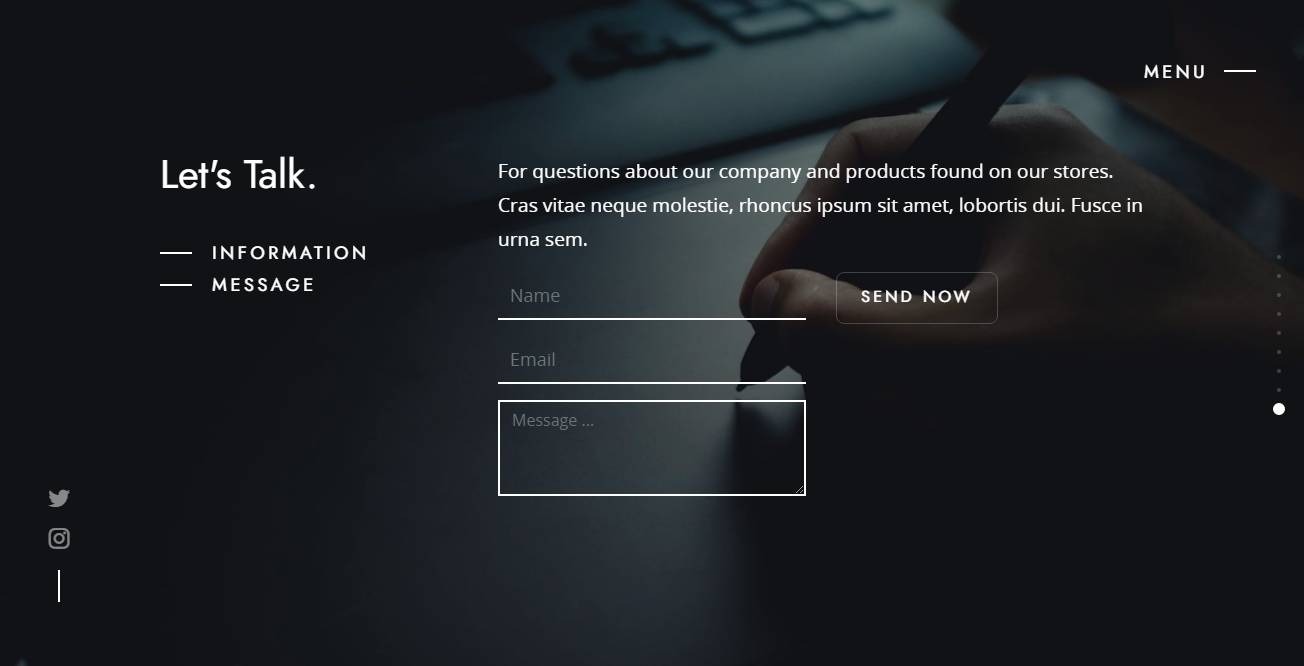 MENU
Let's Talk.
INFORMATION
MESSAGE
For questions about our company and products found on our stores.
Cras vitae neque molestie, rhoncus ipsum sit amet, lobortis dui. Fusce in
urna sem.
Name
SEND NOW
Email
Message ...